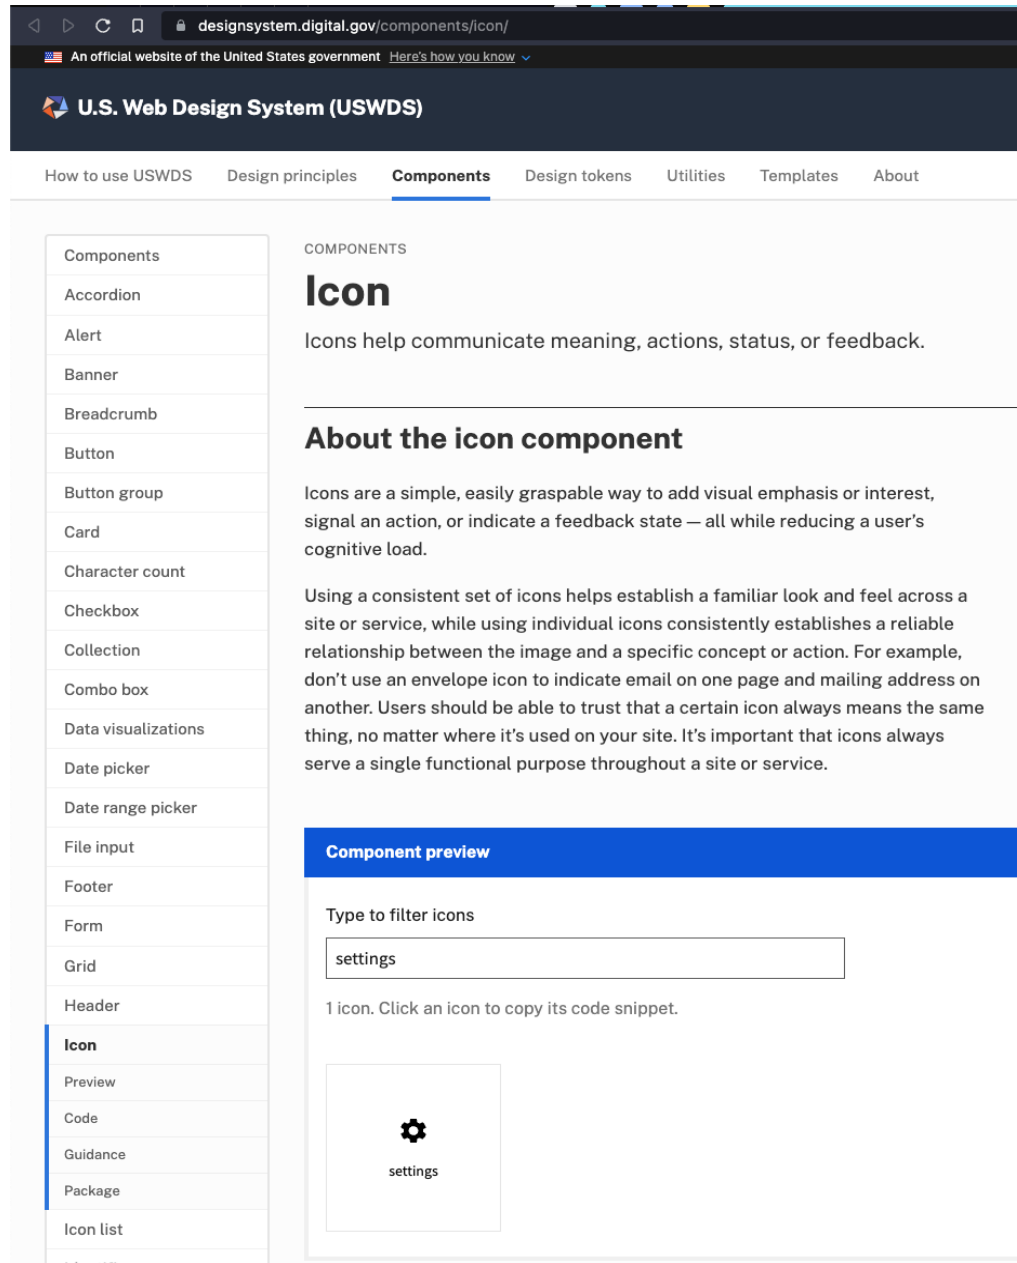 designsystem.digital.gov/components/icon/
An official website of the United States government Here's how you know
U.S. Web Design System (USWDS)
How to use USWDS Design principles Components Design tokens Utilities Templates About
Components
Accordion
Alert
Banner
Breadcrumb
Button
Button group
Card
Character count
Checkbox
Collection
Combo box
Data visualizations
Date picker
Date range picker
File input
Footer
Form
Grid
Header
Icon
Preview
Code
Guidance
Package
Icon list
COMPONENTS
Icon
Icons help communicate meaning, actions, status, or feedback.
About the icon component
Icons are a simple, easily graspable way to add visual emphasis or interest,
signal an action, or indicate a feedback state — all while reducing a user’s
cognitive load.
Using a consistent set of icons helps establish a familiar look and feel across a
site or service, while using individual icons consistently establishes a reliable
relationship between the image and a specific concept or action. For example,
don’t use an envelope icon to indicate email on one page and mailing address on
another. Users should be able to trust that a certain icon always means the same
thing, no matter where it’s used on your site. It’s important that icons always
serve a single functional purpose throughout a site or service.
Component preview
Type to filter icons
settings
1 icon. Click an icon to copy its code snippet.
settings